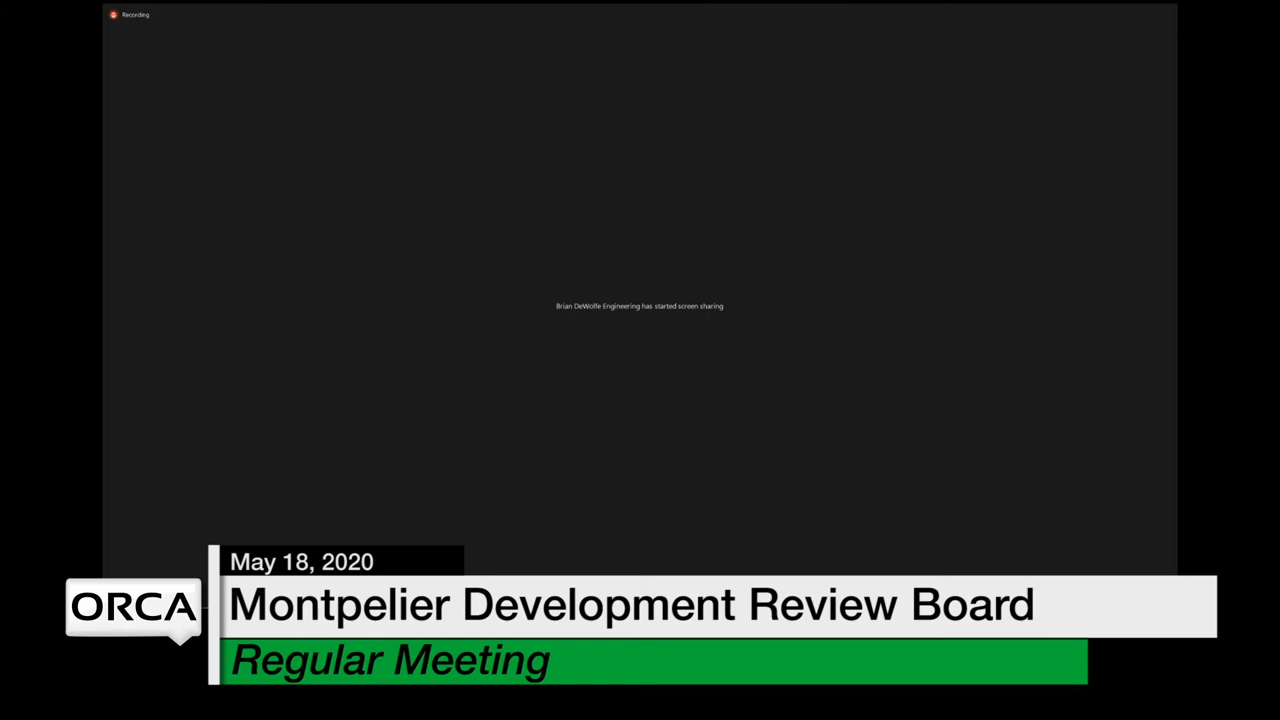 Recording
Brian DeWolfe Engineering has started screen sharing
May 18, 2020
ORCA
Montpelier Development Review Board
Regular Meeting